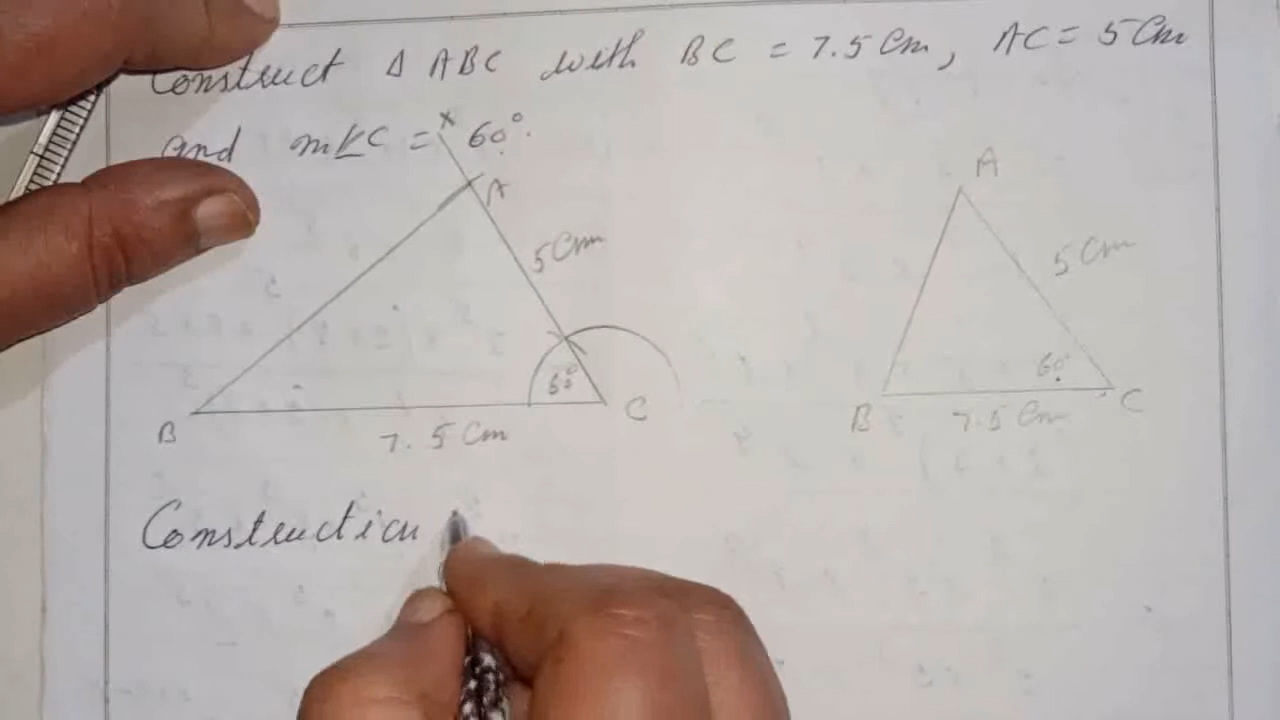 Construct Δ ABC with BC = 7.5 Cm, AC = 5 Cm
and m∠C = 60°.
x
A
A
5 Cm
5 Cm
60°
60°
B
C
B
C
7.5 Cm
7.5 Cm
Construction